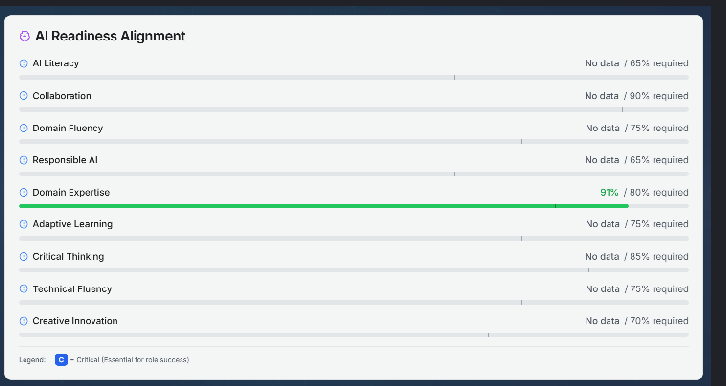 AI Readiness Alignment
AI Literacy No data / 65% required
Collaboration No data / 90% required
Domain Fluency No data / 75% required
Responsible AI No data / 65% required
Domain Expertise 91% / 80% required
Adaptive Learning No data / 75% required
Critical Thinking No data / 85% required
Technical Fluency No data / 75% required
Creative Innovation No data / 70% required
Legend: C = Critical (Essential for role success)